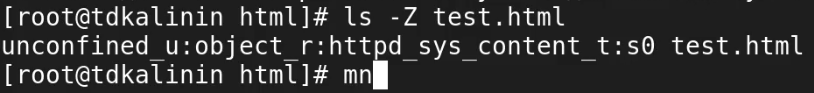 [root@tdkalinin html]# ls -Z test.html
unconfined_u:object_r:httpd_sys_content_t:s0 test.html
[root@tdkalinin html]# mn